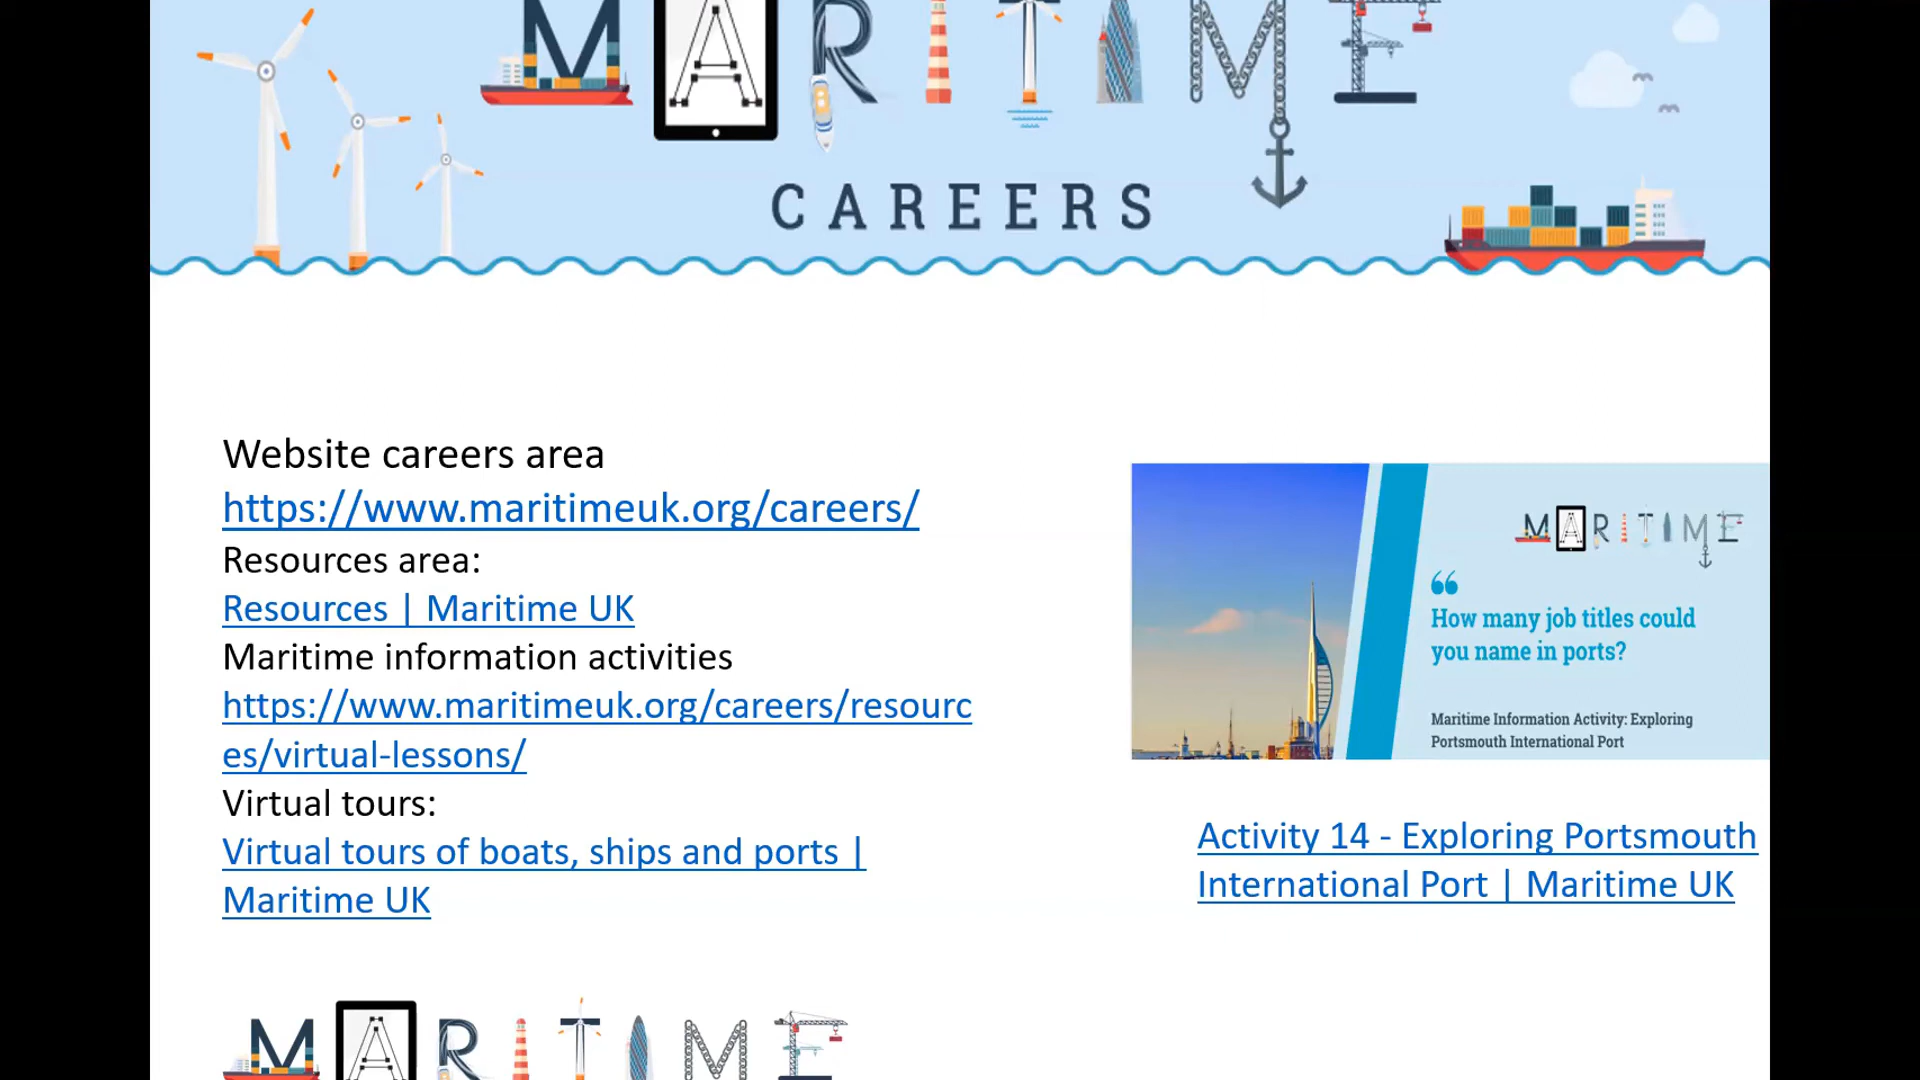 MARITIME
CAREERS
Website careers area
https://www.maritimeuk.org/careers/
Resources area:
Resources | Maritime UK
Maritime information activities
https://www.maritimeuk.org/careers/resourc
es/virtual-lessons/
Virtual tours:
Virtual tours of boats, ships and ports |
Maritime UK
MARITIME
“
How many job titles could
you name in ports?
Maritime Information Activity: Exploring
Portsmouth International Port
Activity 14 - Exploring Portsmouth
International Port | Maritime UK
MARITIME